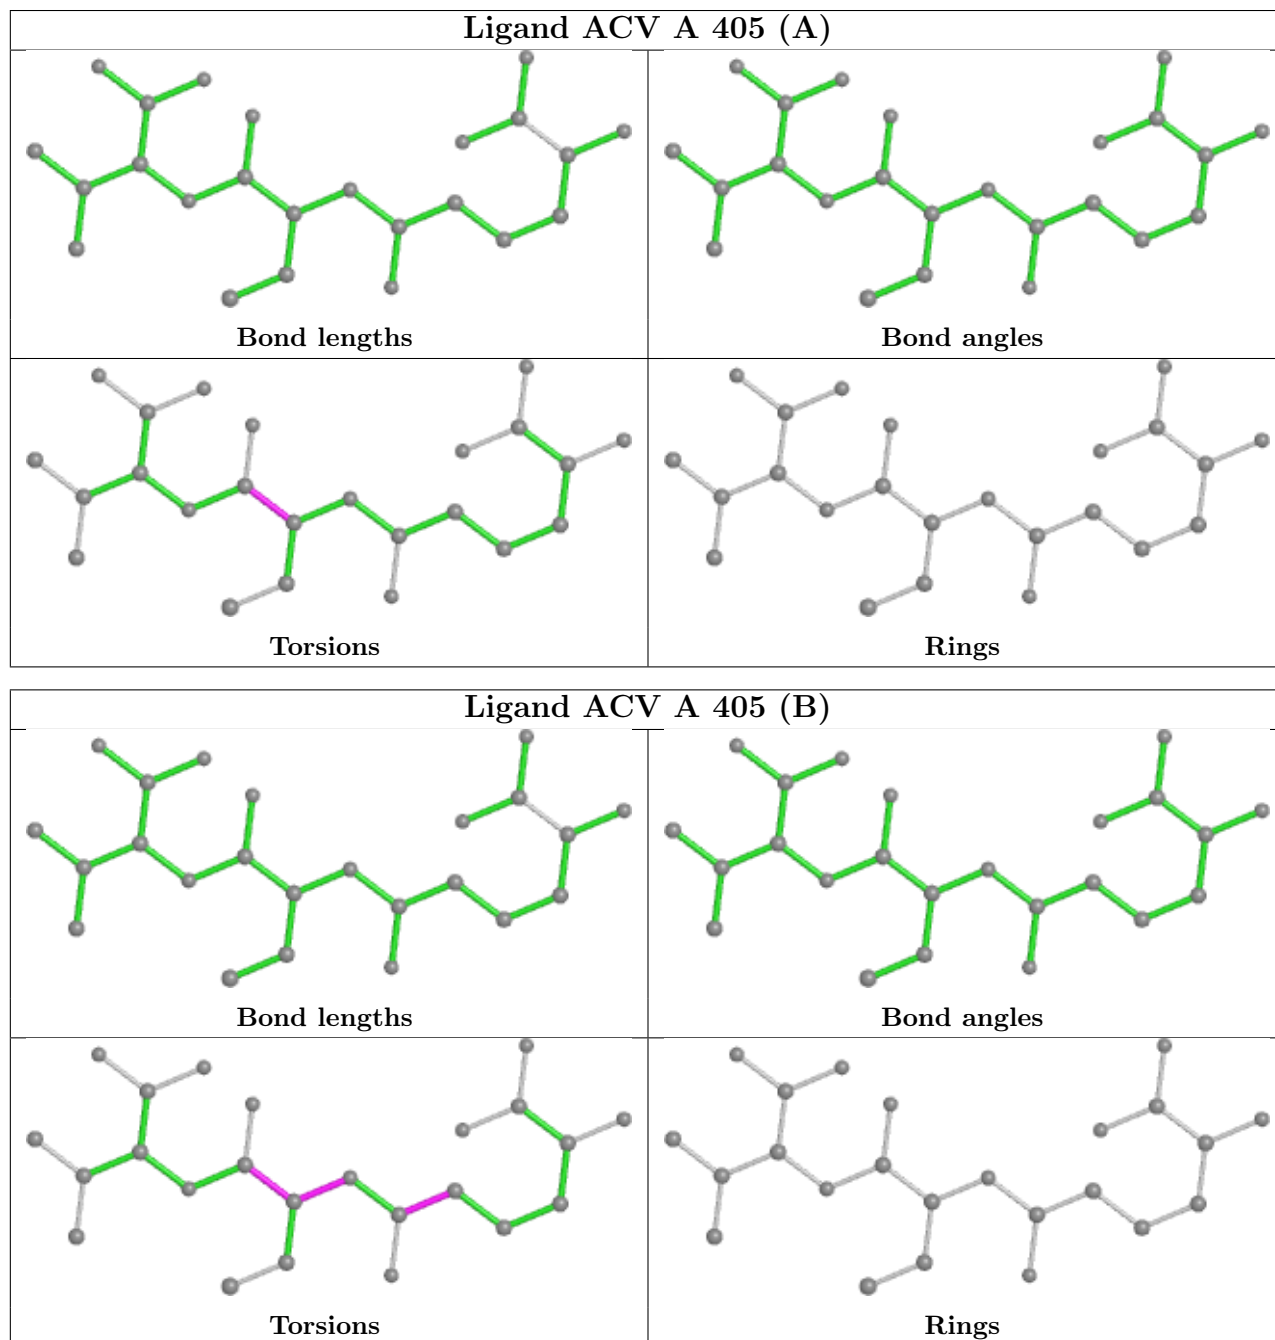 Ligand ACV A 405 (A)
Bond lengths
Bond angles
Torsions
Rings
Ligand ACV A 405 (B)
Bond lengths
Bond angles
Torsions
Rings